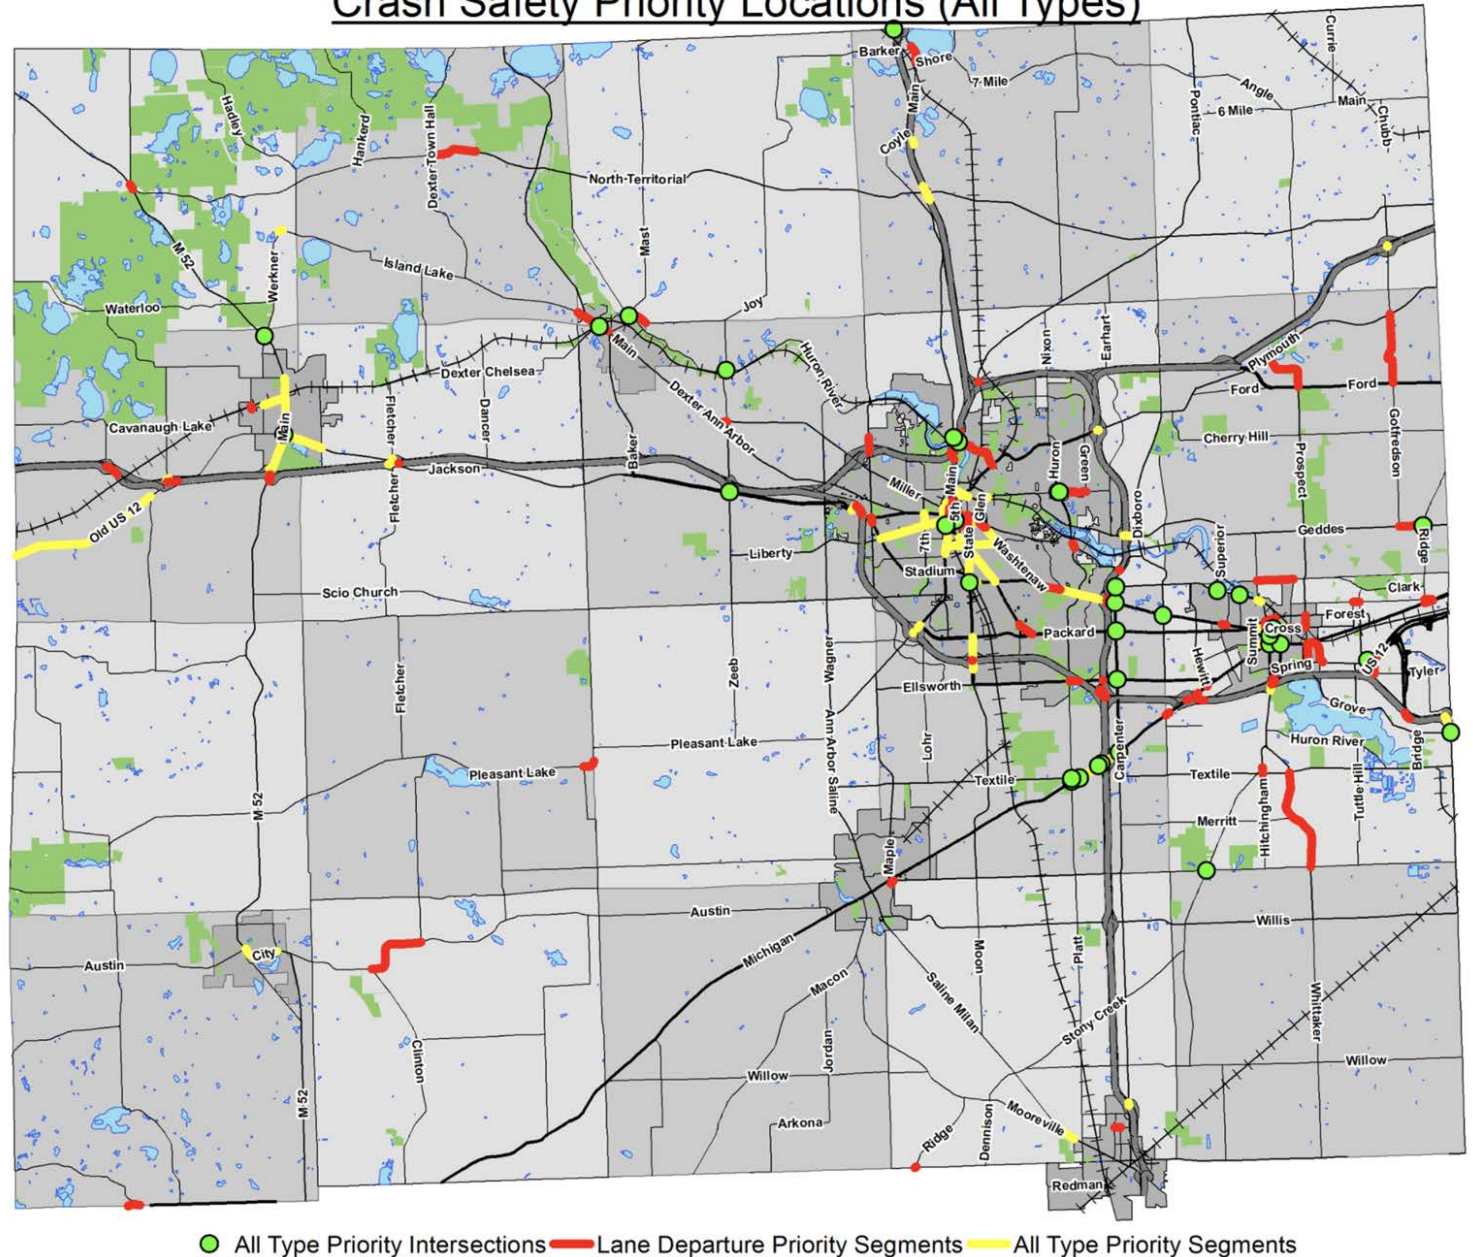 Crash Safety Priority Locations (All Types)
Barker
Shore
7 Mile
Currie
Angle
Main
6 Mile
Pontiac
Chubb
Main
Coyle
Hadley
Hankerd
Dexter Town Hall
North Territorial
Mast
M 52
Werkner
Island Lake
Waterloo
Joy
Main
Huron River
Nixon
Earhart
Plymouth
Ford
Ford
Dexter Chelsea
Dexter Ann Arbor
Cavanaugh Lake
Main
Fletcher
Dancer
Baker
Jackson
Cherry Hill
Prospect
Gotfredson
Huron
Green
Miller
Main
5th
Glen
Fletcher
Old US 12
Dixboro
Geddes
Superior
Ridge
7th
State
Washtenaw
Liberty
Stadium
Scio Church
Clark
Forest
Cross
Packard
Summit
US 12
Spring
Hewitt
Tyler
Fletcher
Zeeb
Wagner
Ellsworth
Grove
Huron River
Bridge
Lohr
Carpenter
Ann Arbor Saline
Pleasant Lake
Pleasant Lake
Textile
Textile
Tuttle Hill
Hitchingham
Merritt
M 52
Maple
Austin
Willis
Michigan
City
Austin
Moon
Platt
Macon
Saline Milan
Whittaker
Stony Creek
Clinton
Jordan
Willow
Willow
M 52
Arkona
Mooreville
Dennison
Ridge
Redman
All Type Priority Intersections Lane Departure Priority Segments All Type Priority Segments